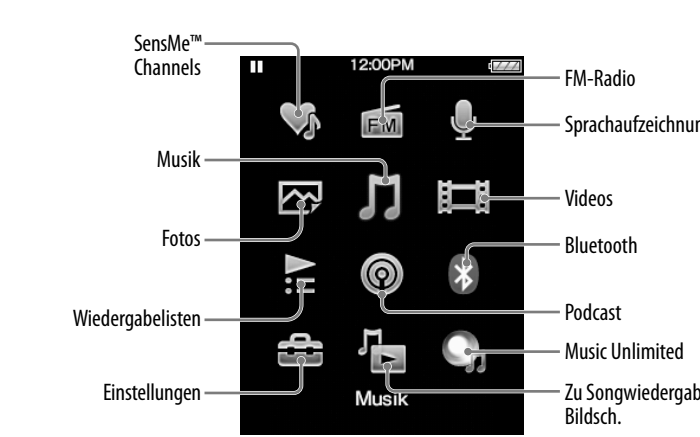 SensMe™
Channels
12:00PM
FM-Radio
FM
Sprachaufzeichnun
Musik
Videos
Fotos
Bluetooth
Wiedergabelisten
Podcast
Music Unlimited
Einstellungen
Musik
Zu Songwiedergab
Bildsch.